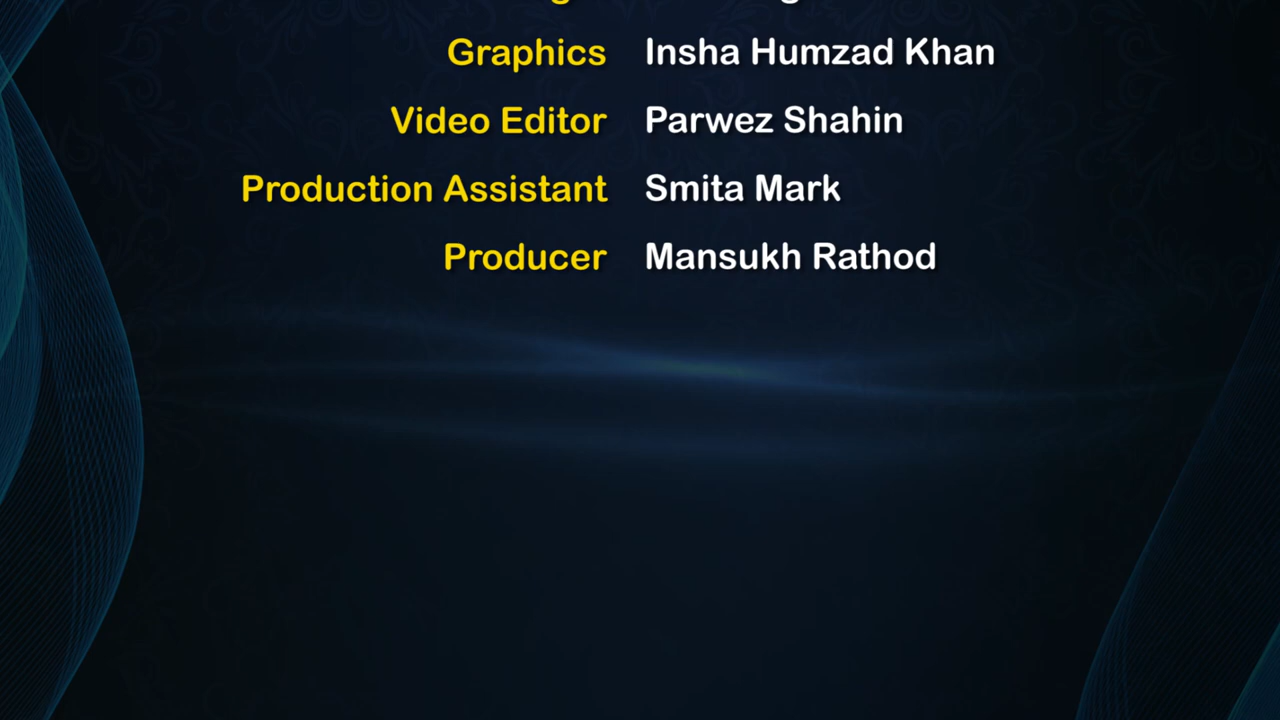 Graphics Insha Humzad Khan
Video Editor Parwez Shahin
Production Assistant Smita Mark
Producer Mansukh Rathod